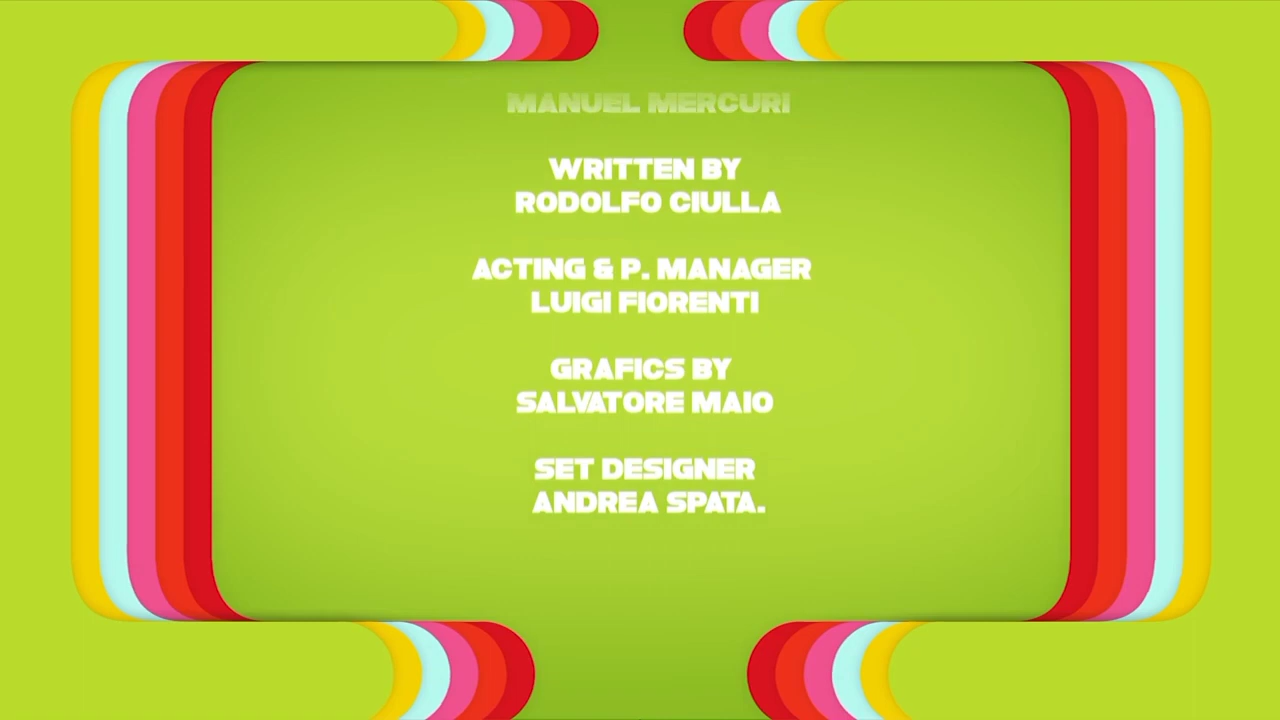 MANUEL MERCURI
WRITTEN BY
RODOLFO CIULLA
ACTING & P. MANAGER
LUIGI FIORENTI
GRAFICS BY
SALVATORE MAIO
SET DESIGNER
ANDREA SPATA.